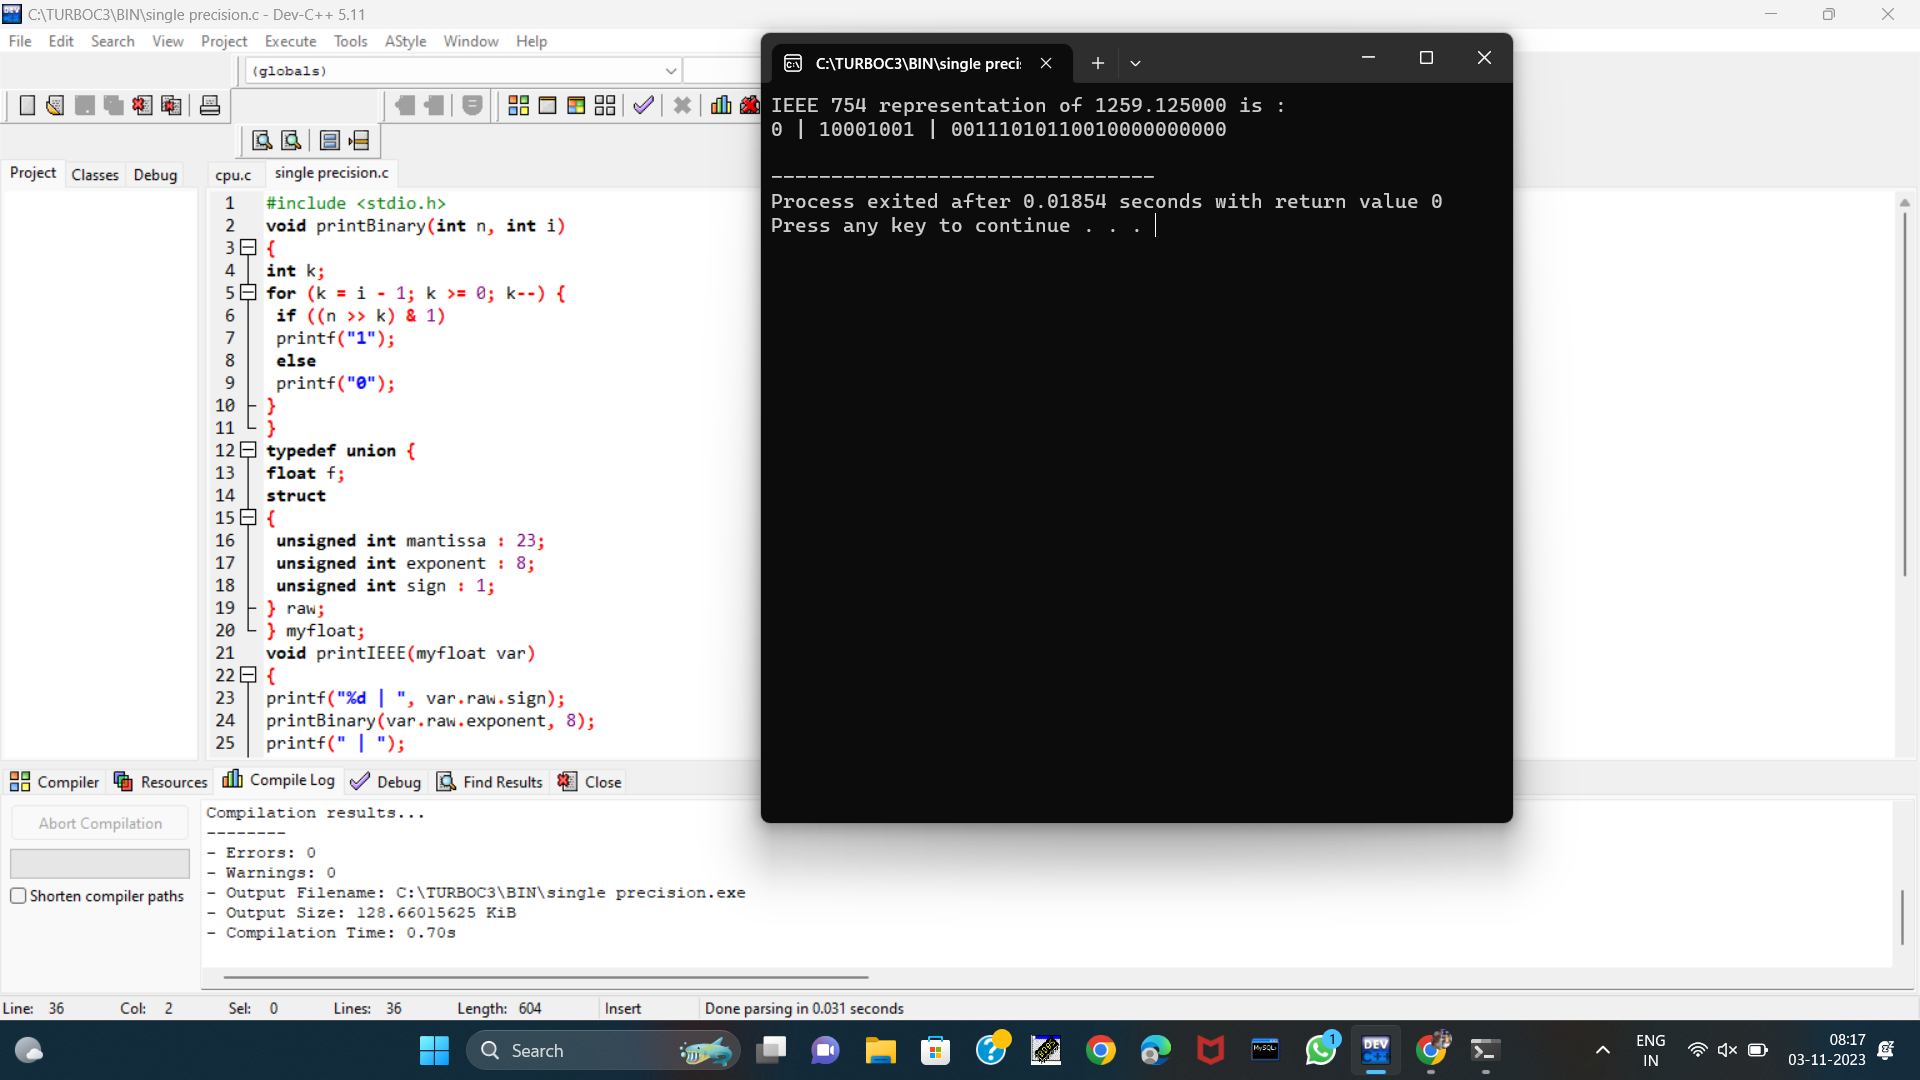 C:\TURBOC3\BIN\single precision.c - Dev-C++ 5.11
File Edit Search View Project Execute Tools AStyle Window Help
(globals)
Project Classes Debug
cpu.c single precision.c
1 #include <stdio.h>
2 void printBinary(int n, int i)
3 {
4 int k;
5 for (k = i - 1; k >= 0; k--) {
6 if ((n >> k) & 1)
7 printf("1");
8 else
9 printf("0");
10 }
11 }
12 typedef union {
13 float f;
14 struct
15 {
16 unsigned int mantissa : 23;
17 unsigned int exponent : 8;
18 unsigned int sign : 1;
19 } raw;
20 } myfloat;
21 void printIEEE(myfloat var)
22 {
23 printf("%d | ", var.raw.sign);
24 printBinary(var.raw.exponent, 8);
25 printf(" | ");
C:\TURBOC3\BIN\single preci
IEEE 754 representation of 1259.125000 is :
0 | 10001001 | 00111010110010000000000
--------------------------------
Process exited after 0.01854 seconds with return value 0
Press any key to continue . . .
Compiler Resources Compile Log Debug Find Results Close
Abort Compilation
Shorten compiler paths
Compilation results...
--------
- Errors: 0
- Warnings: 0
- Output Filename: C:\TURBOC3\BIN\single precision.exe
- Output Size: 128.66015625 KiB
- Compilation Time: 0.70s
Line: 36 Col: 2 Sel: 0 Lines: 36 Length: 604 Insert Done parsing in 0.031 seconds
Search
MySQL
1
DEV C++
ENG
IN
08:17
03-11-2023